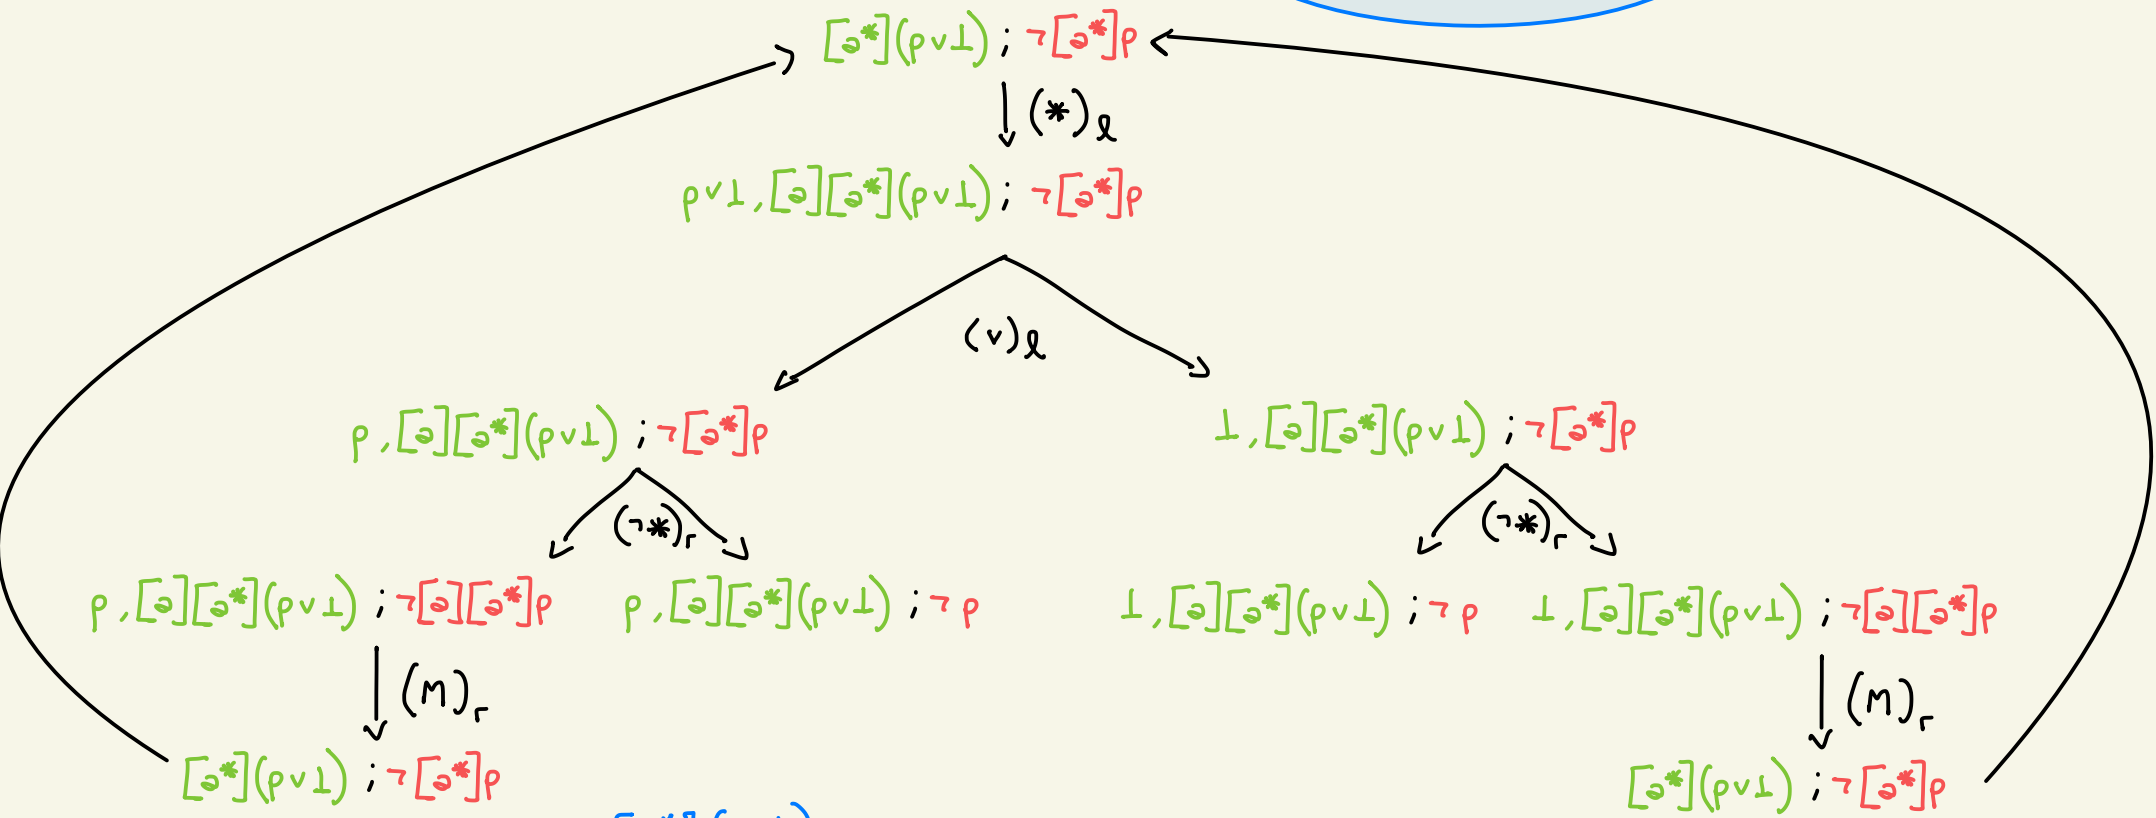 [a*](p∨⊥) ; ¬[a*]p
(*)ℓ
p∨⊥, [a][a*](p∨⊥) ; ¬[a*]p
(∨)ℓ
p, [a][a*](p∨⊥) ; ¬[a*]p
⊥, [a][a*](p∨⊥) ; ¬[a*]p
(¬*)r
(¬*)r
p, [a][a*](p∨⊥) ; ¬[a][a*]p
p, [a][a*](p∨⊥) ; ¬p
⊥, [a][a*](p∨⊥) ; ¬p
⊥, [a][a*](p∨⊥) ; ¬[a][a*]p
(M)r
(M)r
[a*](p∨⊥) ; ¬[a*]p
[a*](p∨⊥) ; ¬[a*]p